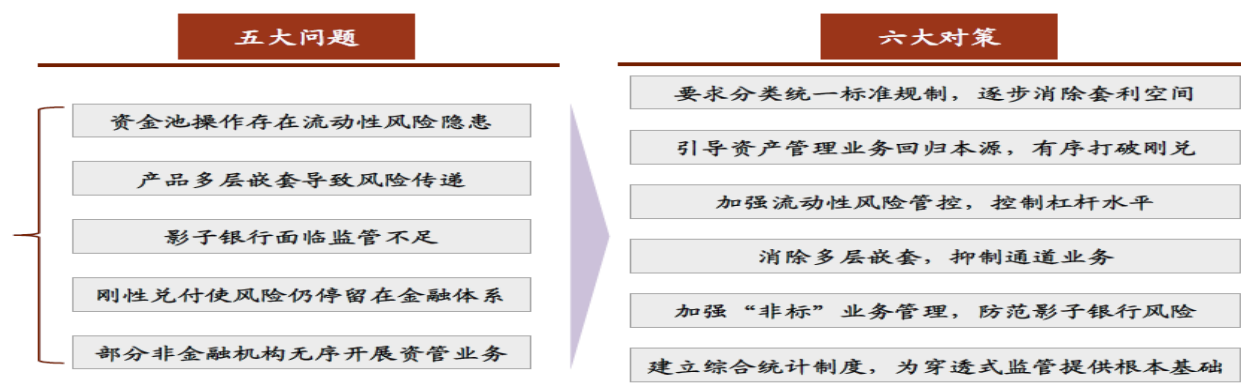 五大问题
资金池操作存在流动性风险隐患
产品多层嵌套导致风险传递
影子银行面临监管不足
刚性兑付使风险仍停留在金融体系
部分非金融机构无序开展资管业务
六大对策
要求分类统一标准规制，逐步消除套利空间
引导资产管理业务回归本源，有序打破刚兑
加强流动性风险管控，控制杠杆水平
消除多层嵌套，抑制通道业务
加强“非标”业务管理，防范影子银行风险
建立综合统计制度，为穿透式监管提供根本基础